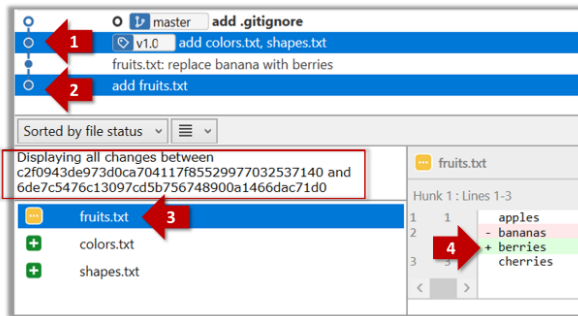 master add .gitignore
1
v1.0 add colors.txt, shapes.txt
fruits.txt: replace banana with berries
2
add fruits.txt
Sorted by file status
Displaying all changes between
c2f0943de973d0ca704117f85529977032537140 and
6de7c5476c13097cd5b756748900a1466dac71d0
fruits.txt
3
colors.txt
shapes.txt
fruits.txt
Hunk 1 : Lines 1-3
1 1 apples
2 - bananas
4 + berries
3 3 cherries